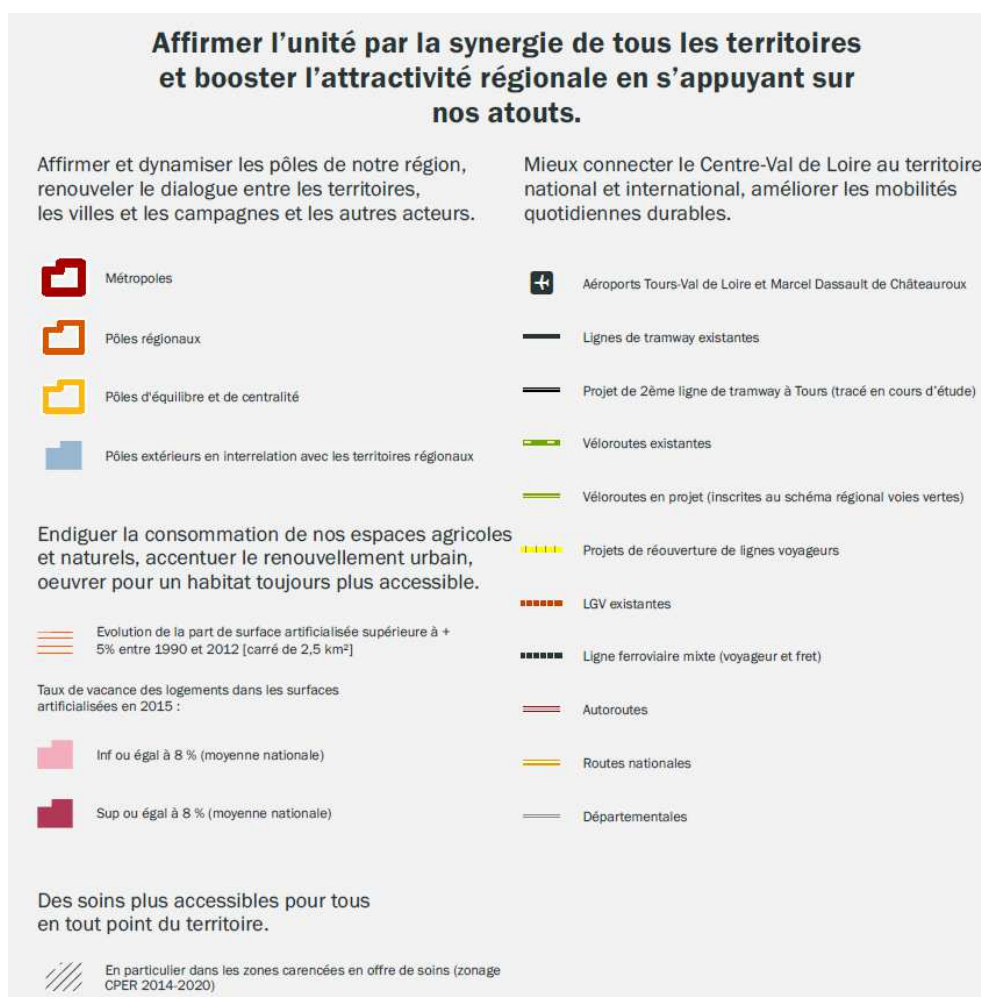 Affirmer l'unité par la synergie de tous les territoires
et booster l'attractivité régionale en s'appuyant sur
nos atouts.
Affirmer et dynamiser les pôles de notre région,
renouveler le dialogue entre les territoires,
les villes et les campagnes et les autres acteurs.
Métropoles
Pôles régionaux
Pôles d'équilibre et de centralité
Pôles extérieurs en interrelation avec les territoires régionaux
Endiguer la consommation de nos espaces agricoles
et naturels, accentuer le renouvellement urbain,
oeuvrer pour un habitat toujours plus accessible.
Evolution de la part de surface artificialisée supérieure à +
5% entre 1990 et 2012 [carré de 2,5 km²]
Taux de vacance des logements dans les surfaces
artificialisées en 2015 :
Inf ou égal à 8 % (moyenne nationale)
Sup ou égal à 8 % (moyenne nationale)
Des soins plus accessibles pour tous
en tout point du territoire.
En particulier dans les zones carencées en offre de soins (zonage
CPER 2014-2020)
Mieux connecter le Centre-Val de Loire au territoire
national et international, améliorer les mobilités
quotidiennes durables.
Aéroports Tours-Val de Loire et Marcel Dassault de Châteauroux
Lignes de tramway existantes
Projet de 2ème ligne de tramway à Tours (tracé en cours d'étude)
Véloroutes existantes
Véloroutes en projet (inscrites au schéma régional voies vertes)
Projets de réouverture de lignes voyageurs
LGV existantes
Ligne ferroviaire mixte (voyageur et fret)
Autoroutes
Routes nationales
Départementales